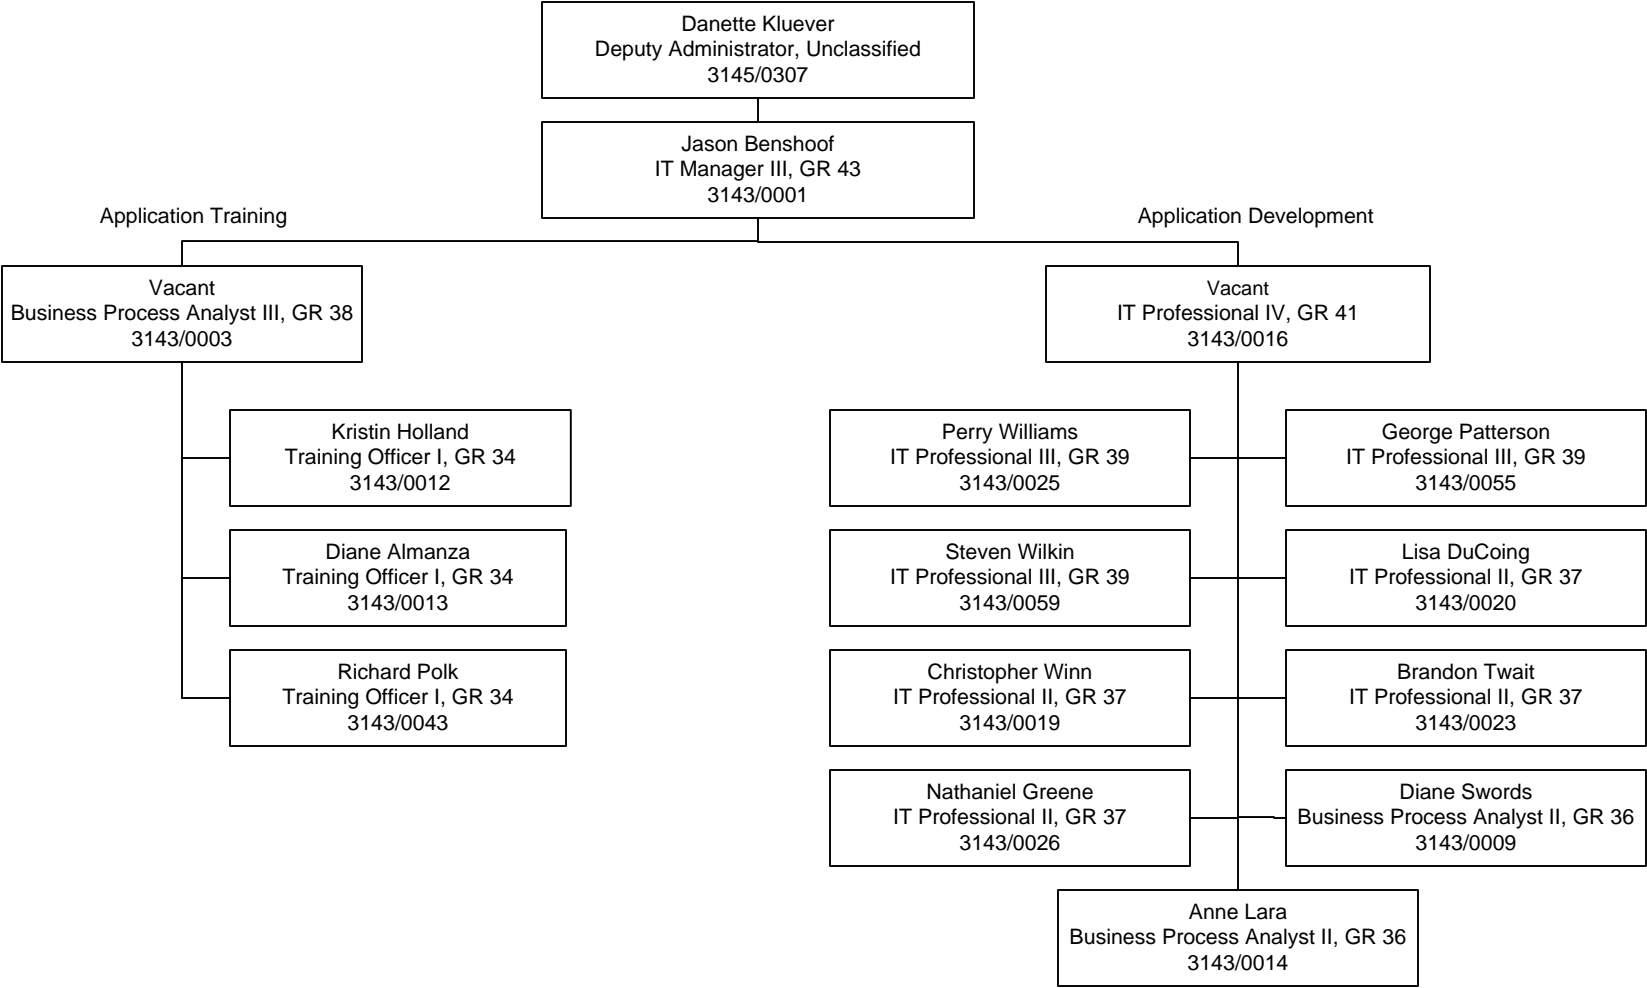 Danette Kluever
Deputy Administrator, Unclassified
3145/0307
Jason Benshoof
IT Manager III, GR 43
3143/0001
Application Training
Application Development
Vacant
Business Process Analyst III, GR 38
3143/0003
Vacant
IT Professional IV, GR 41
3143/0016
Kristin Holland
Training Officer I, GR 34
3143/0012
Diane Almanza
Training Officer I, GR 34
3143/0013
Richard Polk
Training Officer I, GR 34
3143/0043
Perry Williams
IT Professional III, GR 39
3143/0025
George Patterson
IT Professional III, GR 39
3143/0055
Steven Wilkin
IT Professional III, GR 39
3143/0059
Lisa DuCoing
IT Professional II, GR 37
3143/0020
Christopher Winn
IT Professional II, GR 37
3143/0019
Brandon Twait
IT Professional II, GR 37
3143/0023
Nathaniel Greene
IT Professional II, GR 37
3143/0026
Diane Swords
Business Process Analyst II, GR 36
3143/0009
Anne Lara
Business Process Analyst II, GR 36
3143/0014